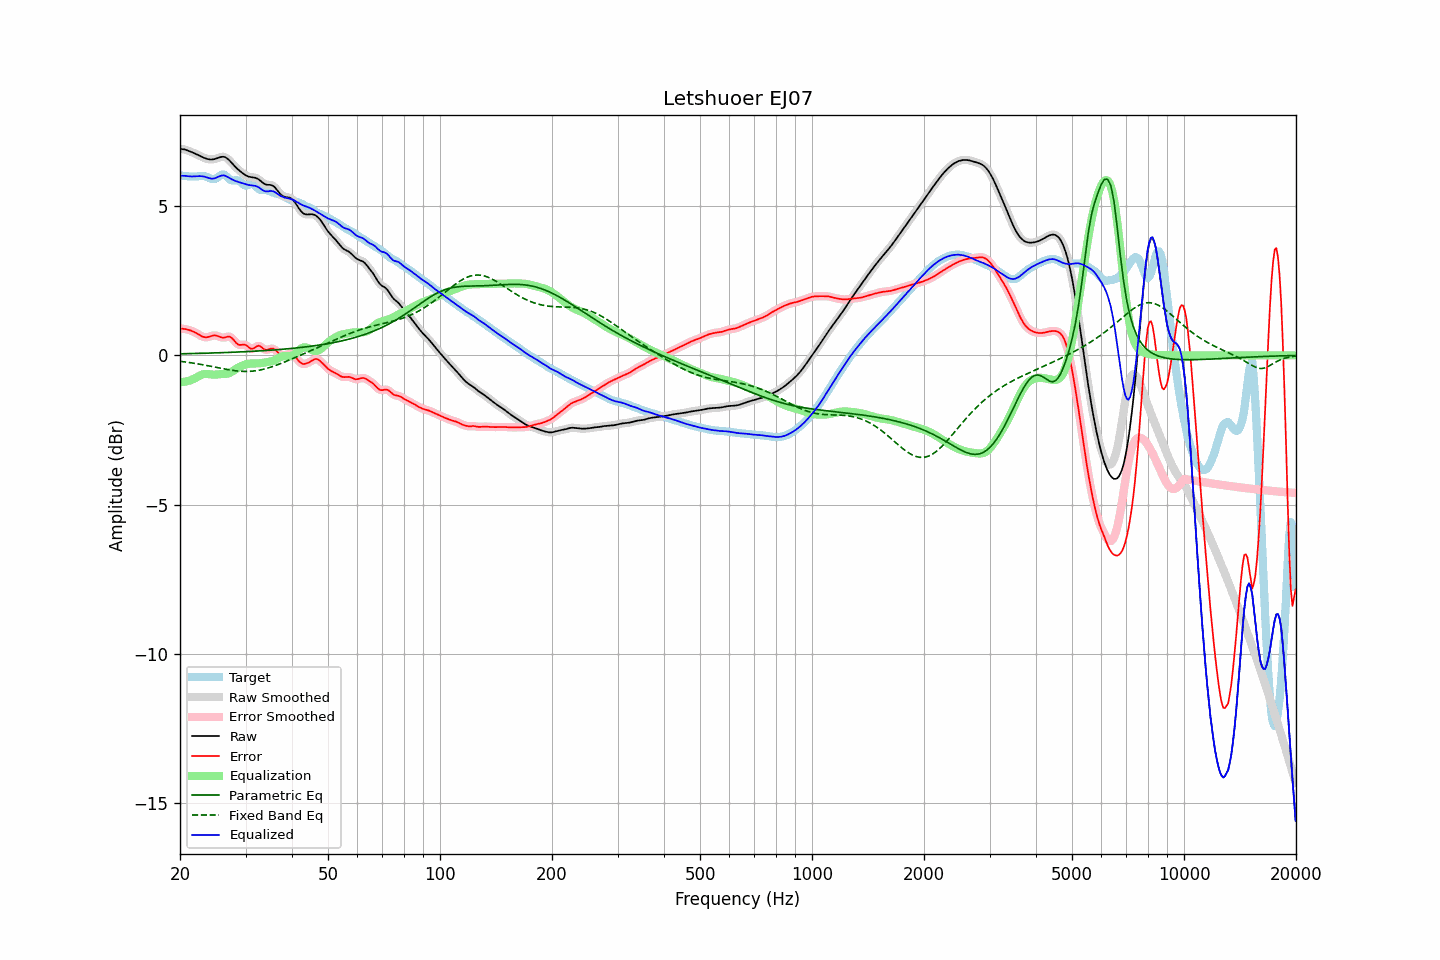 Letshuoer EJ07
Amplitude (dBr)
5
0
−5
−10
−15
Target
Raw Smoothed
Error Smoothed
Raw
Error
Equalization
Parametric Eq
Fixed Band Eq
Equalized
20 50 100 200 500 1000 2000 5000 10000 20000
Frequency (Hz)